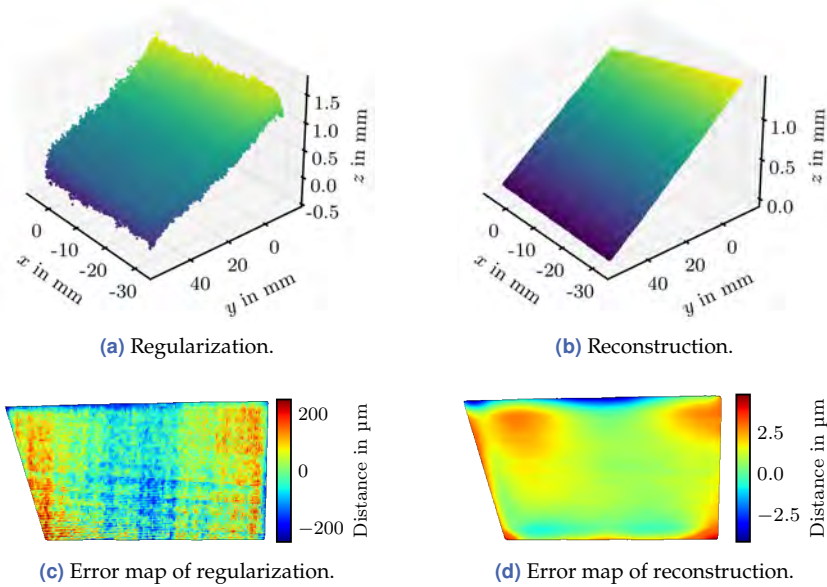 1.5
1.0
0.5
0.0
-0.5
z in mm
0
-10
-20
-30
x in mm
40
20
0
y in mm
(a) Regularization.
1.0
0.5
0.0
z in mm
0
-10
-20
-30
x in mm
40
20
0
y in mm
(b) Reconstruction.
200
0
−200
Distance in µm
(c) Error map of regularization.
2.5
0.0
−2.5
Distance in µm
(d) Error map of reconstruction.